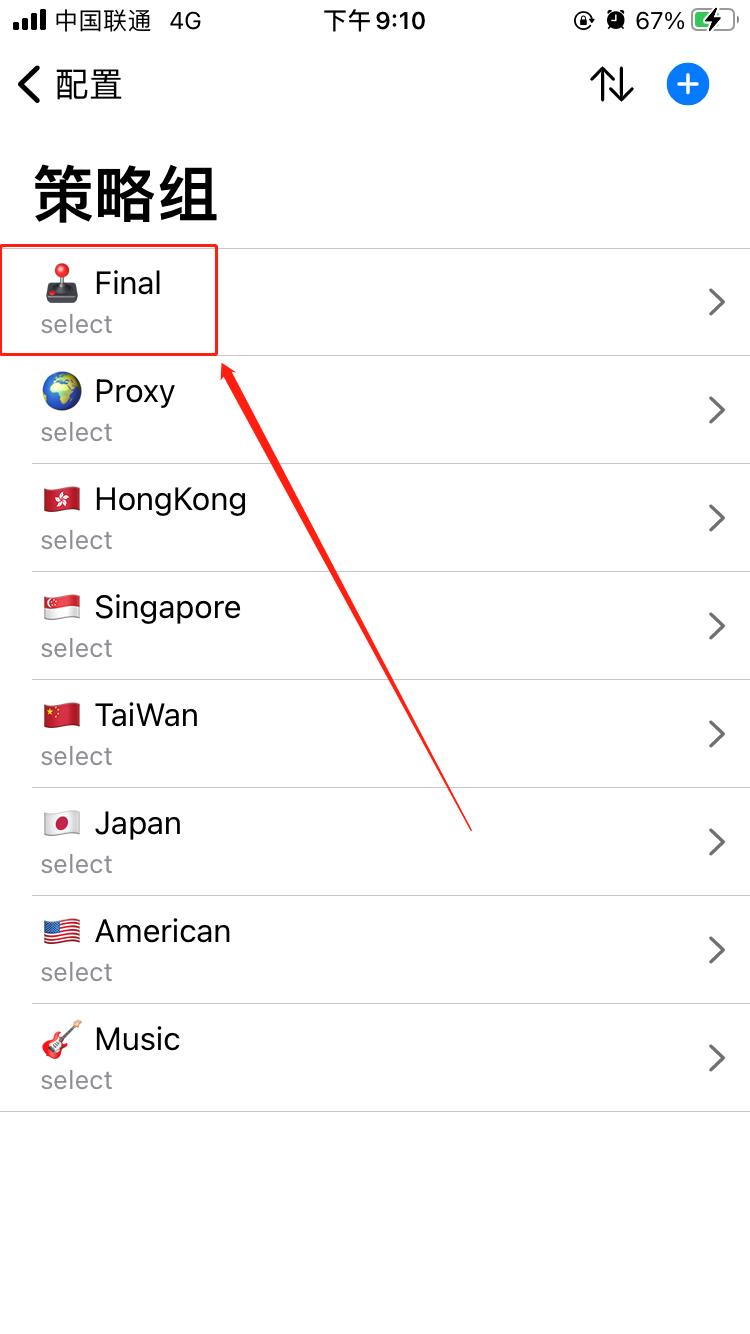 中国联通 4G 下午 9:10 67%
配置
策略组
Final
select
Proxy
select
HongKong
select
Singapore
select
TaiWan
select
Japan
select
American
select
Music
select